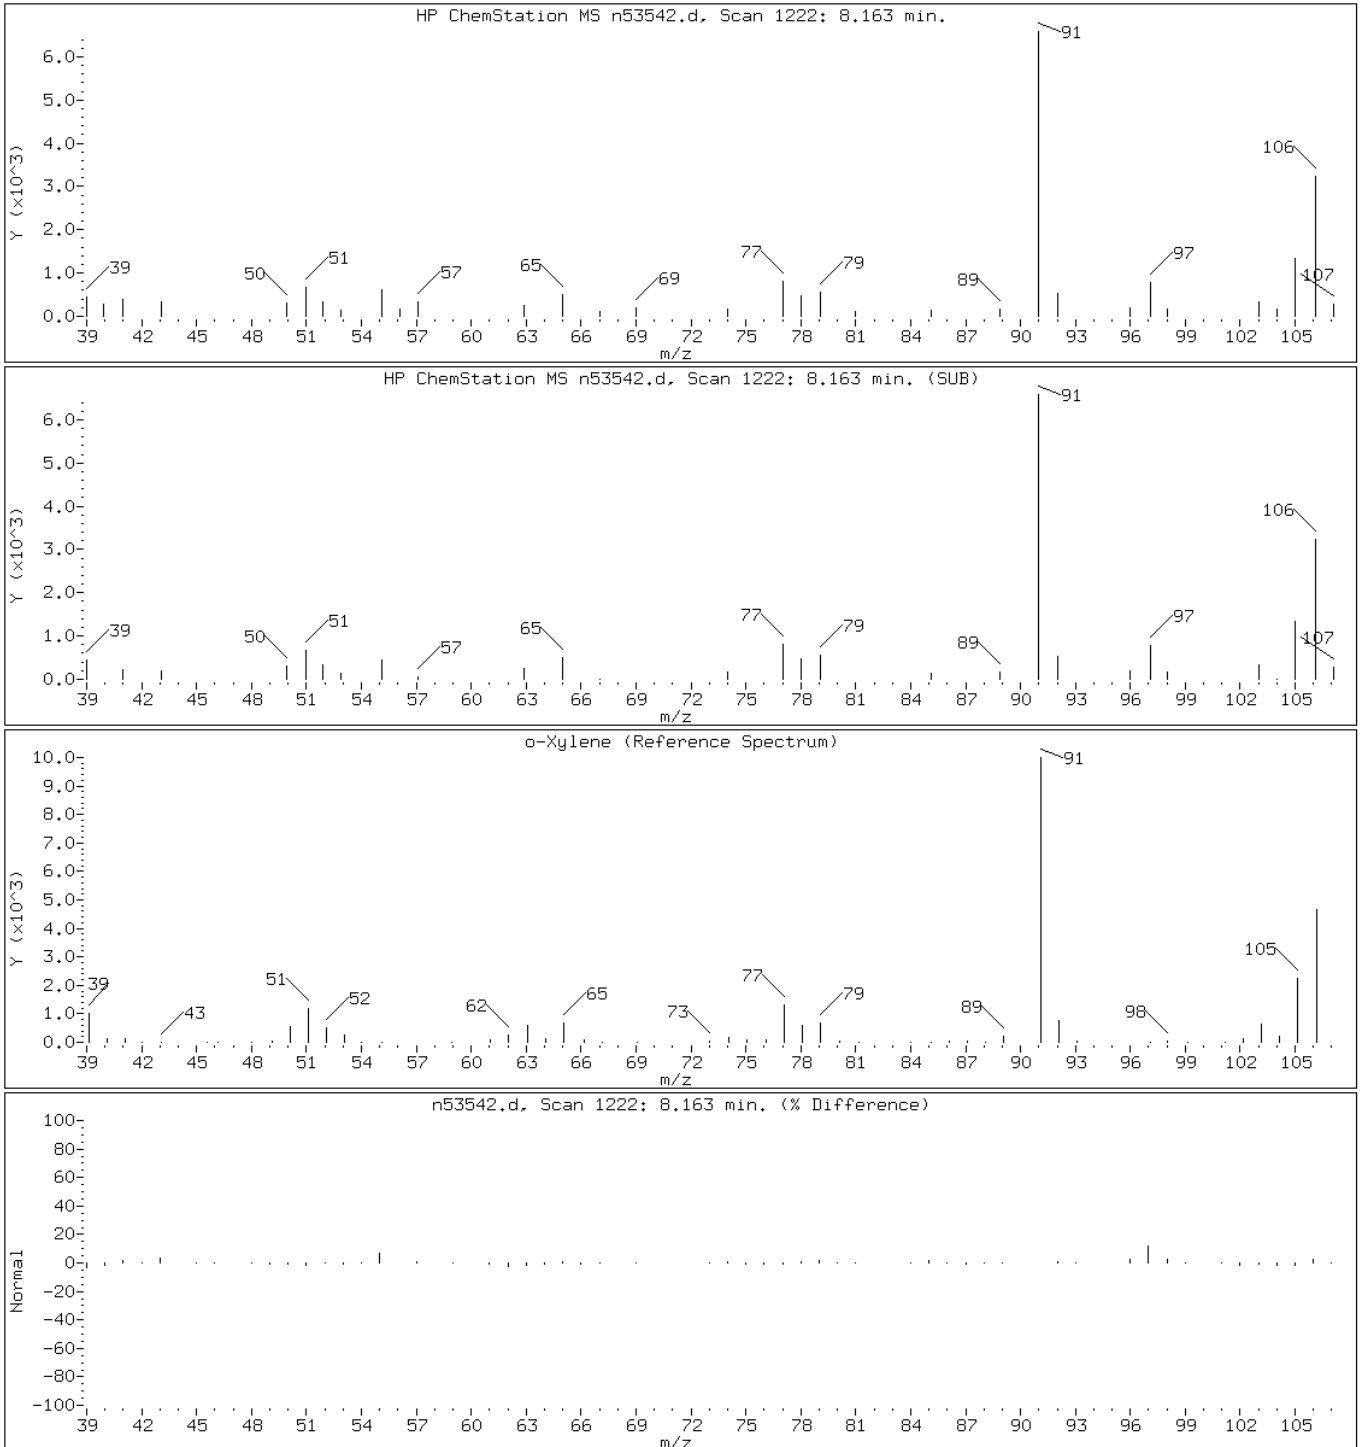 HP ChemStation MS n53542.d, Scan 1222: 8.163 min.
91
6.0-
5.0-
4.0-
106
3.0-
2.0-
1.0-
39 50 51 57 65 69 77 79 89 97 107
0.0-
39 42 45 48 51 54 57 60 63 66 69 72 75 78 81 84 87 90 93 96 99 102 105
m/z
Y (x10^3)
HP ChemStation MS n53542.d, Scan 1222: 8.163 min. (SUB)
91
6.0-
5.0-
4.0-
106
3.0-
2.0-
1.0-
39 50 51 57 65 77 79 89 97 107
0.0-
39 42 45 48 51 54 57 60 63 66 69 72 75 78 81 84 87 90 93 96 99 102 105
m/z
Y (x10^3)
o-Xylene (Reference Spectrum)
10.0-
91
9.0-
8.0-
7.0-
6.0-
5.0-
4.0-
3.0-
105
2.0-
39 43 51 52 62 65 73 77 79 89 98
1.0-
0.0-
39 42 45 48 51 54 57 60 63 66 69 72 75 78 81 84 87 90 93 96 99 102 105
m/z
Y (x10^3)
n53542.d, Scan 1222: 8.163 min. (% Difference)
100-
80-
60-
40-
20-
0-
-20-
-40-
-60-
-80-
-100-
39 42 45 48 51 54 57 60 63 66 69 72 75 78 81 84 87 90 93 96 99 102 105
m/z
Normal